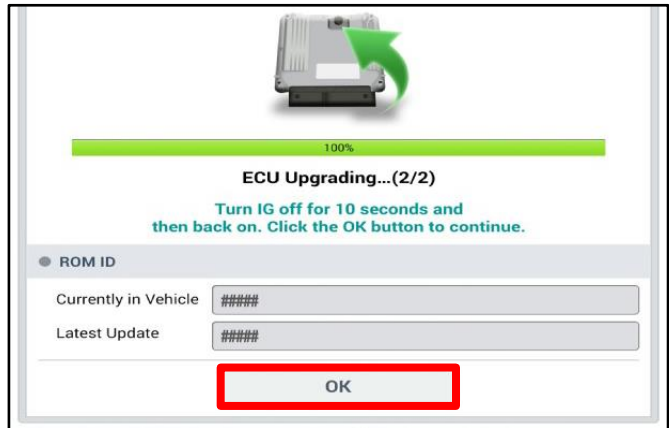 100%
ECU Upgrading...(2/2)
Turn IG off for 10 seconds and
then back on. Click the OK button to continue.
ROM ID
Currently in Vehicle #####
Latest Update #####
OK